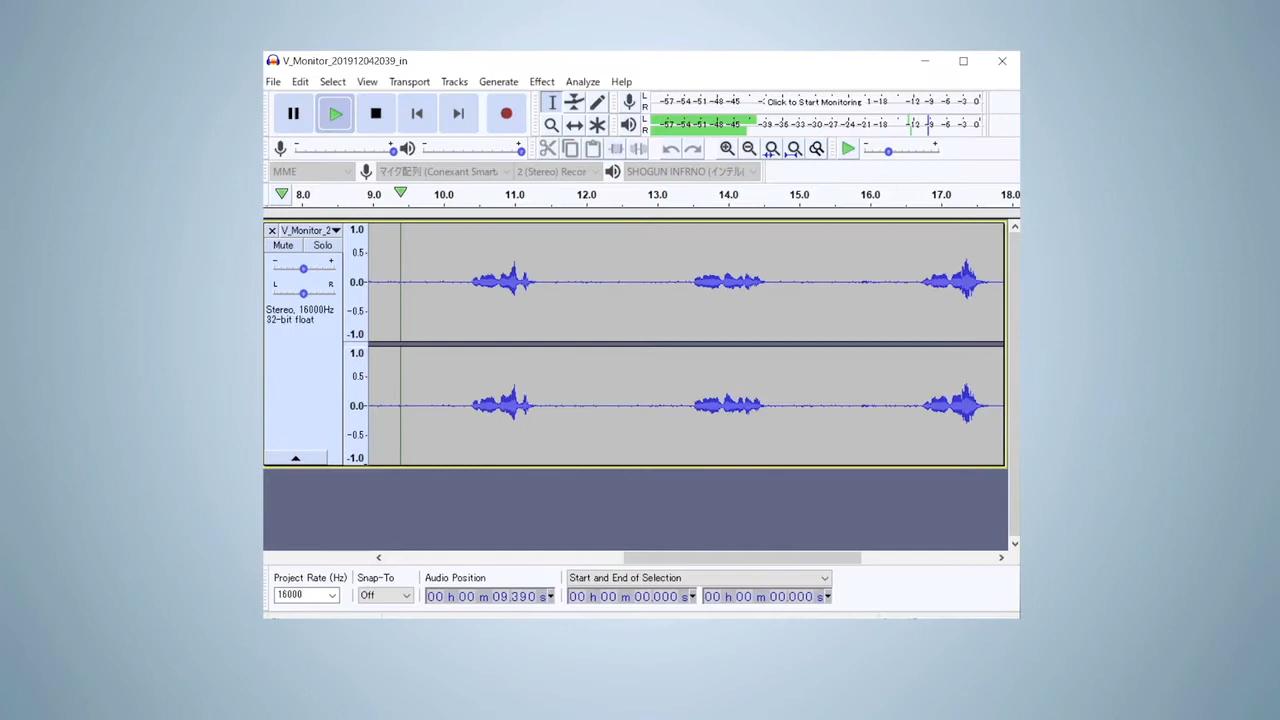 V_Monitor_201912042039_in
File Edit Select View Transport Tracks Generate Effect Analyze Help
L R -57 -54 -51 -48 -45 -: Click to Start Monitoring 1 -18 -12 -9 -6 -3 0
L R -57 -54 -51 -48 -45 -39 -36 -33 -30 -27 -24 -21 -18 -12 -9 -6 -3 0
MME マイク配列 (Conexant Smart. 2 (Stereo) Recor SHOGUN INFRNO (インテル(
8.0 9.0 10.0 11.0 12.0 13.0 14.0 15.0 16.0 17.0 18.0
V_Monitor_2
Mute Solo
- +
L R
Stereo, 16000Hz
32-bit float
1.0
0.5-
0.0-
-0.5-
-1.0
1.0
0.5-
0.0-
-0.5-
-1.0
Project Rate (Hz) Snap-To Audio Position Start and End of Selection
16000 Off 00 h 00 m 09.390 s 00 h 00 m 00.000 s 00 h 00 m 00.000 s